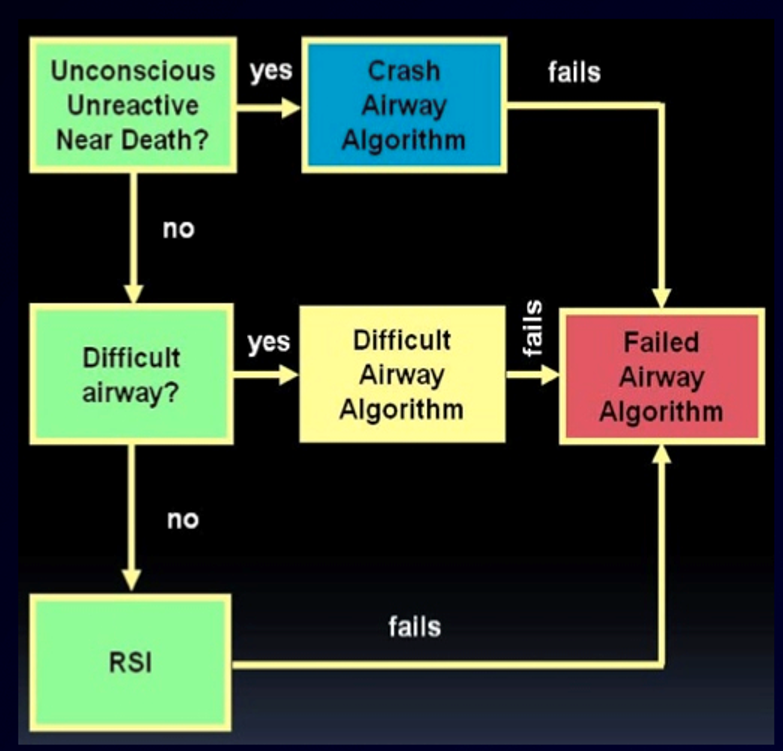 Unconscious
Unreactive
Near Death?
yes
Crash
Airway
Algorithm
fails
no
Difficult
airway?
yes
Difficult
Airway
Algorithm
fails
Failed
Airway
Algorithm
no
RSI
fails